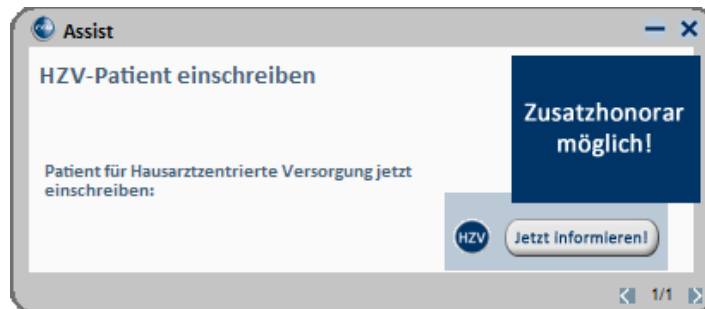 Assist
HZV-Patient einschreiben
Zusatzhonorar
möglich!
Patient für Hausarztzentrierte Versorgung jetzt
einschreiben:
HZV
Jetzt informieren!
1/1